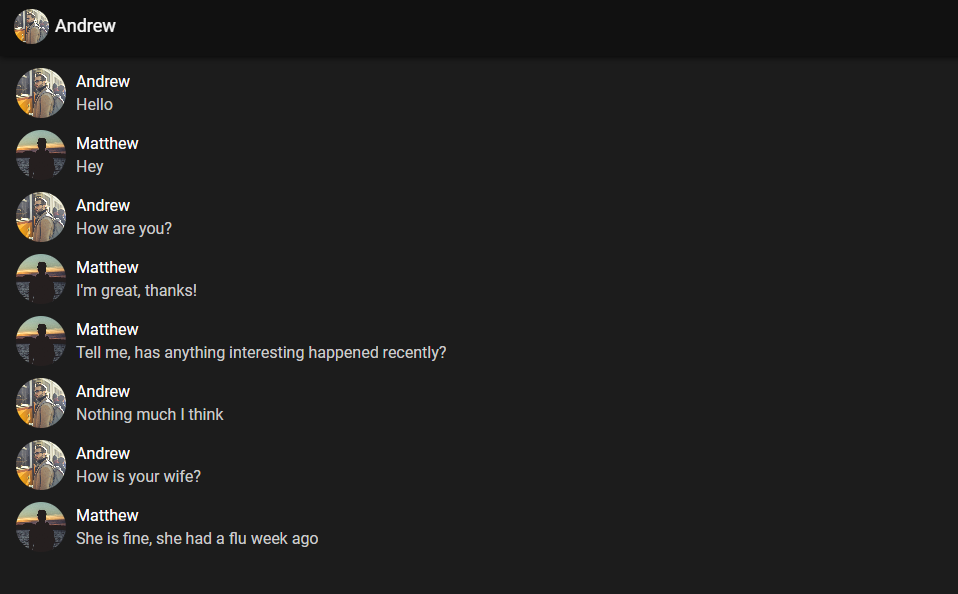 Andrew
Andrew
Hello
Matthew
Hey
Andrew
How are you?
Matthew
I'm great, thanks!
Matthew
Tell me, has anything interesting happened recently?
Andrew
Nothing much I think
Andrew
How is your wife?
Matthew
She is fine, she had a flu week ago